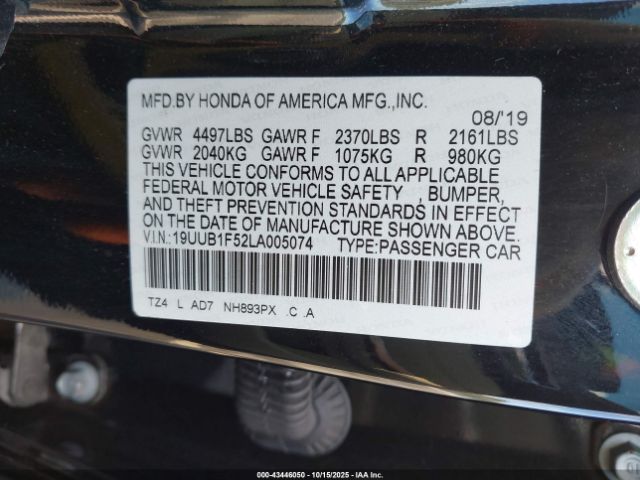 MFD.BY HONDA OF AMERICA MFG.,INC.
08/'19
GVWR 4497LBS GAWR F 2370LBS R 2161LBS
GVWR 2040KG GAWR F 1075KG R 980KG
THIS VEHICLE CONFORMS TO ALL APPLICABLE
FEDERAL MOTOR VEHICLE SAFETY , BUMPER,
AND THEFT PREVENTION STANDARDS IN EFFECT
ON THE DATE OF MANUFACTURE SHOWN ABOVE.
V.I.N.:19UUB1F52LA005074 TYPE:PASSENGER CAR
TZ4 L AD7 NH893PX .C .A
000-43446050 - 10/15/2025 - IAA Inc.